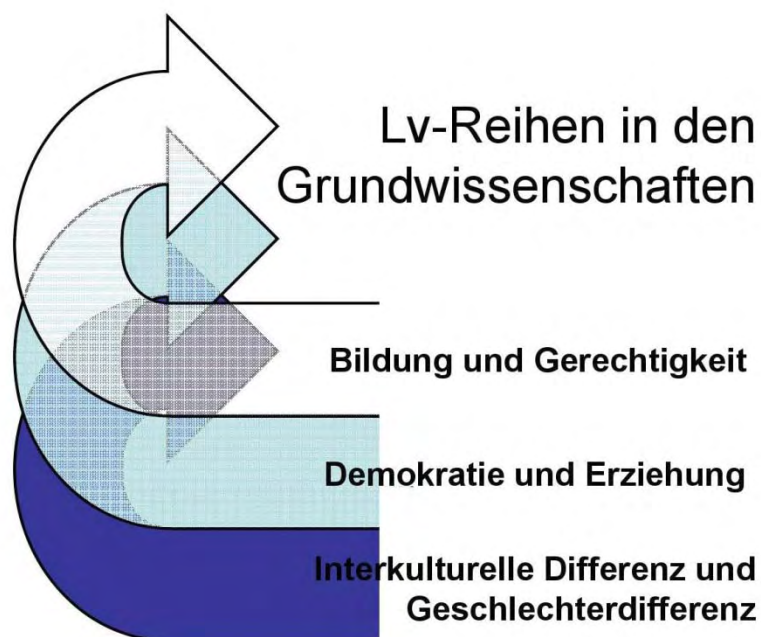 Lv-Reihen in den
Grundwissenschaften
Bildung und Gerechtigkeit
Demokratie und Erziehung
Interkulturelle Differenz und
Geschlechterdifferenz